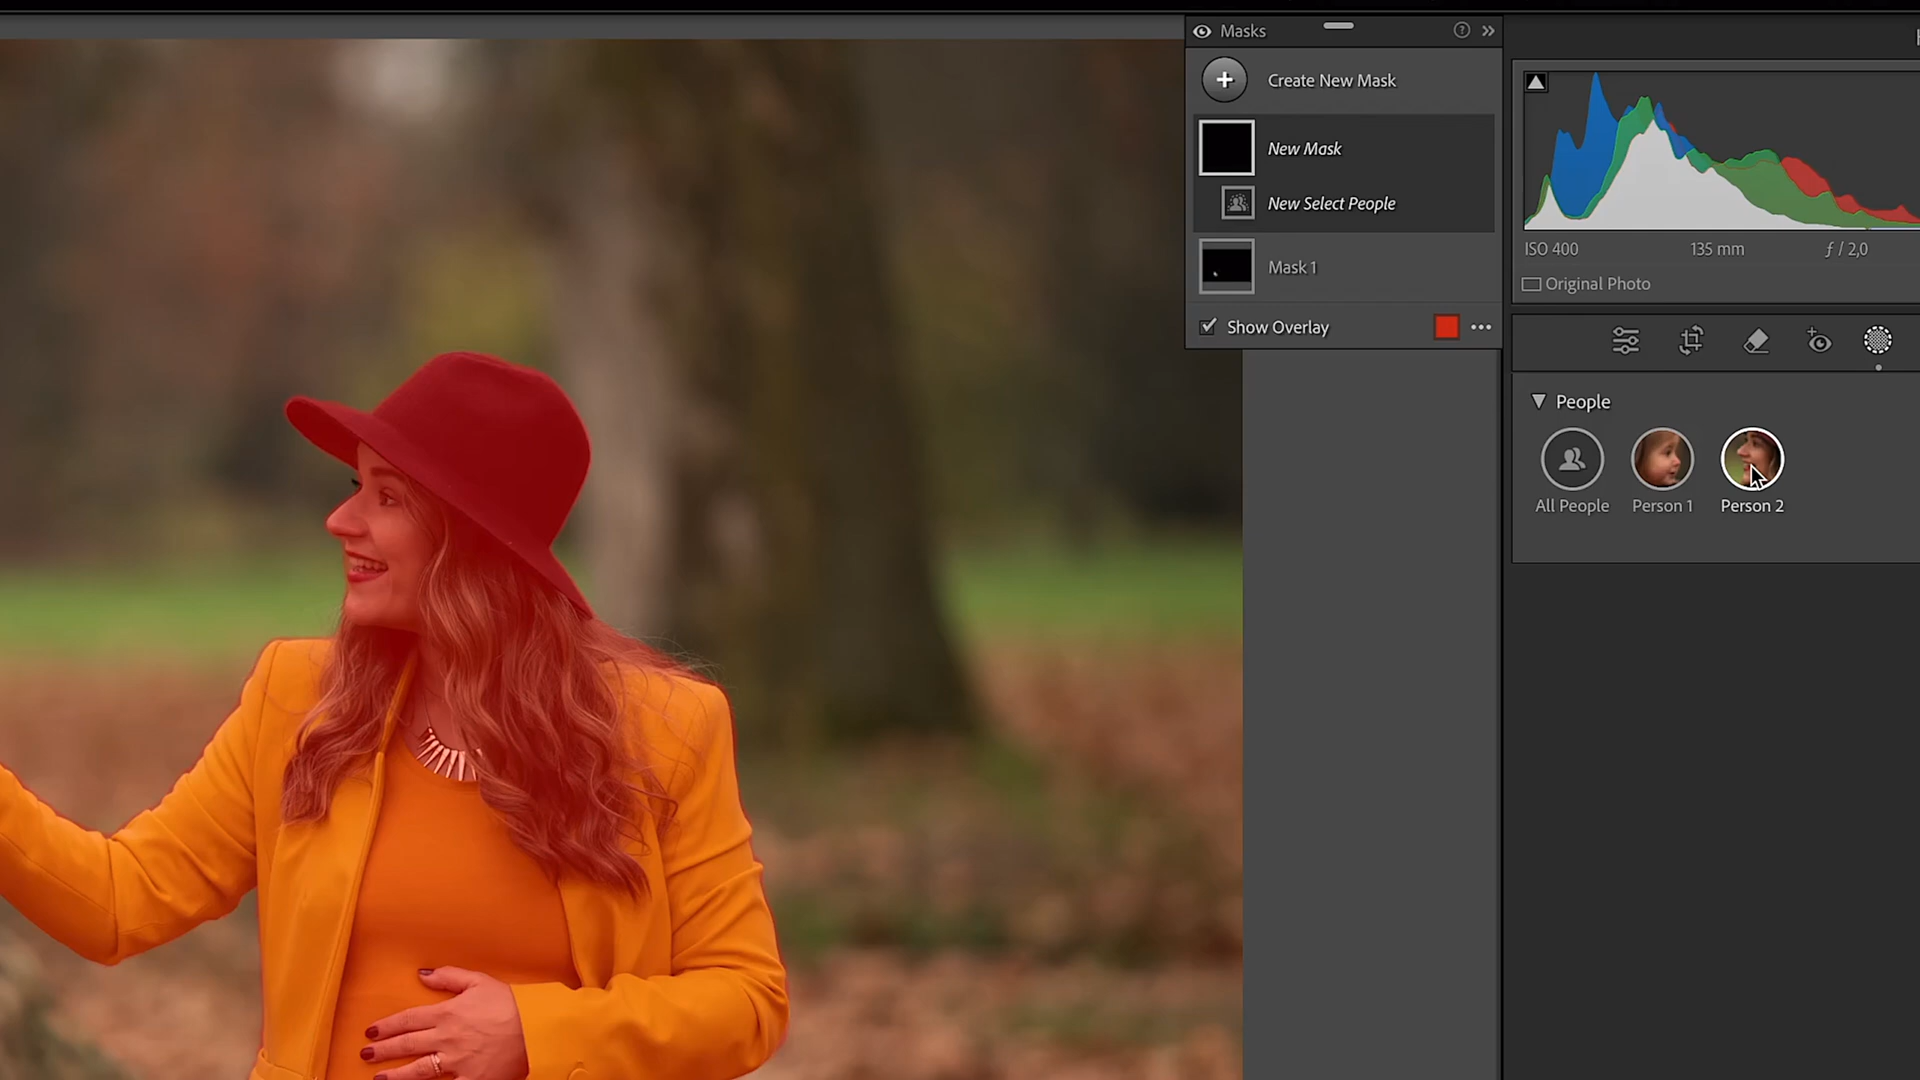 Masks
Create New Mask
New Mask
New Select People
Mask 1
Show Overlay
ISO 400 135 mm ƒ / 2,0
Original Photo
People
All People Person 1 Person 2